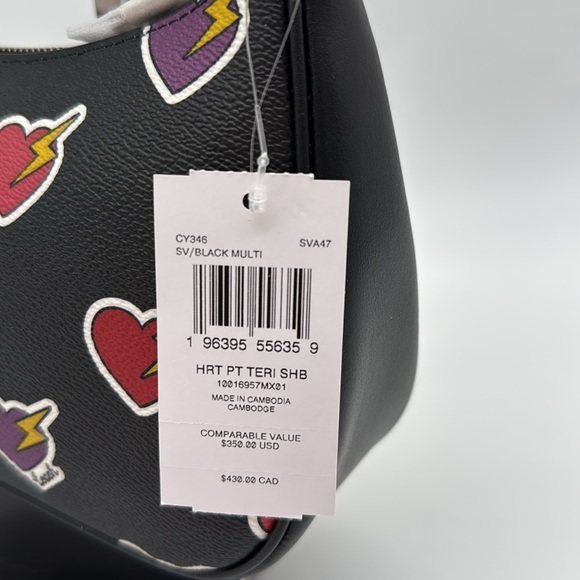 CY346 SVA47
SV/BLACK MULTI
1 96395 55635 9
HRT PT TERI SHB
10016957MX01
MADE IN CAMBODIA
CAMBODGE
COMPARABLE VALUE
$350.00 USD
$430.00 CAD